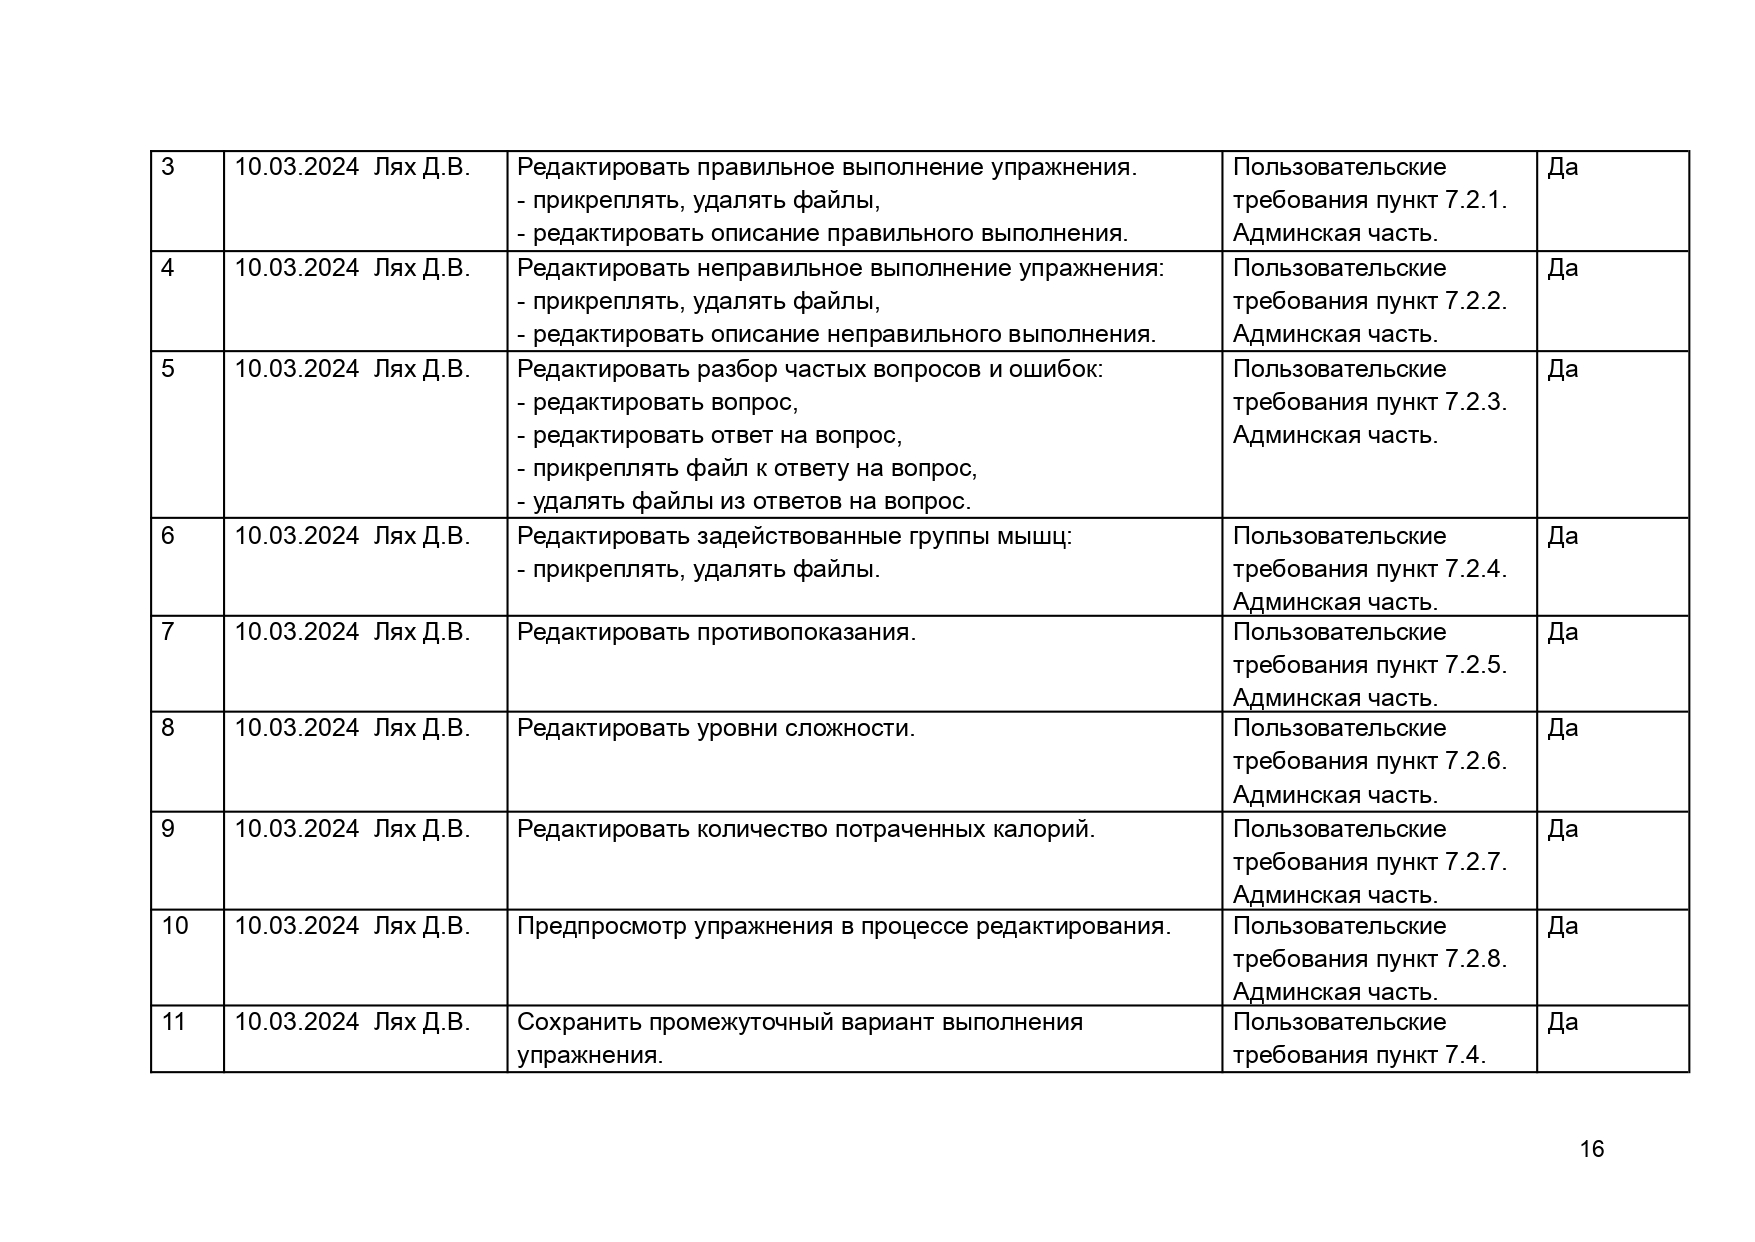 3 10.03.2024 Лях Д.В. Редактировать правильное выполнение упражнения. Пользовательские Да
- прикреплять, удалять файлы, требования пункт 7.2.1.
- редактировать описание правильного выполнения. Админская часть.
4 10.03.2024 Лях Д.В. Редактировать неправильное выполнение упражнения: Пользовательские Да
- прикреплять, удалять файлы, требования пункт 7.2.2.
- редактировать описание неправильного выполнения. Админская часть.
5 10.03.2024 Лях Д.В. Редактировать разбор частых вопросов и ошибок: Пользовательские Да
- редактировать вопрос, требования пункт 7.2.3.
- редактировать ответ на вопрос, Админская часть.
- прикреплять файл к ответу на вопрос,
- удалять файлы из ответов на вопрос.
6 10.03.2024 Лях Д.В. Редактировать задействованные группы мышц: Пользовательские Да
- прикреплять, удалять файлы. требования пункт 7.2.4.
Админская часть.
7 10.03.2024 Лях Д.В. Редактировать противопоказания. Пользовательские Да
требования пункт 7.2.5.
Админская часть.
8 10.03.2024 Лях Д.В. Редактировать уровни сложности. Пользовательские Да
требования пункт 7.2.6.
Админская часть.
9 10.03.2024 Лях Д.В. Редактировать количество потраченных калорий. Пользовательские Да
требования пункт 7.2.7.
Админская часть.
10 10.03.2024 Лях Д.В. Предпросмотр упражнения в процессе редактирования. Пользовательские Да
требования пункт 7.2.8.
Админская часть.
11 10.03.2024 Лях Д.В. Сохранить промежуточный вариант выполнения Пользовательские Да
упражнения. требования пункт 7.4.
16